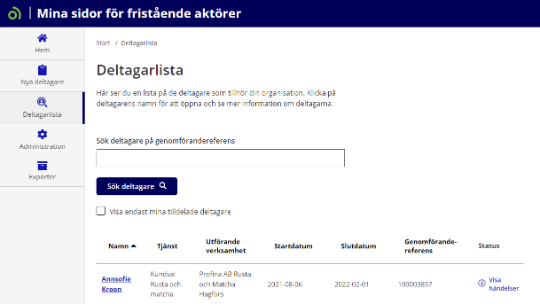 Mina sidor för fristående aktörer
Hem
Nya deltagare
Deltagarlista
Administration
Exporter
Start / Deltagarlista
Deltagarlista
Här ser du en lista på de deltagare som tillhör din organisation. Klicka på
deltagarens namn för att öppna och se mer information om deltagarna.
Sök deltagare på genomförandereferens
Sök deltagare
Visa endast mina tilldelade deltagare
Namn Tjänst Utförande verksamhet Startdatum Slutdatum Genomförande-referens Status
Annsofie Kroon
Kundval Rusta och matcha
Profina AB Rusta och Matcha Hagfors
2021-08-06
2022-02-01
100003857
Visa händelser